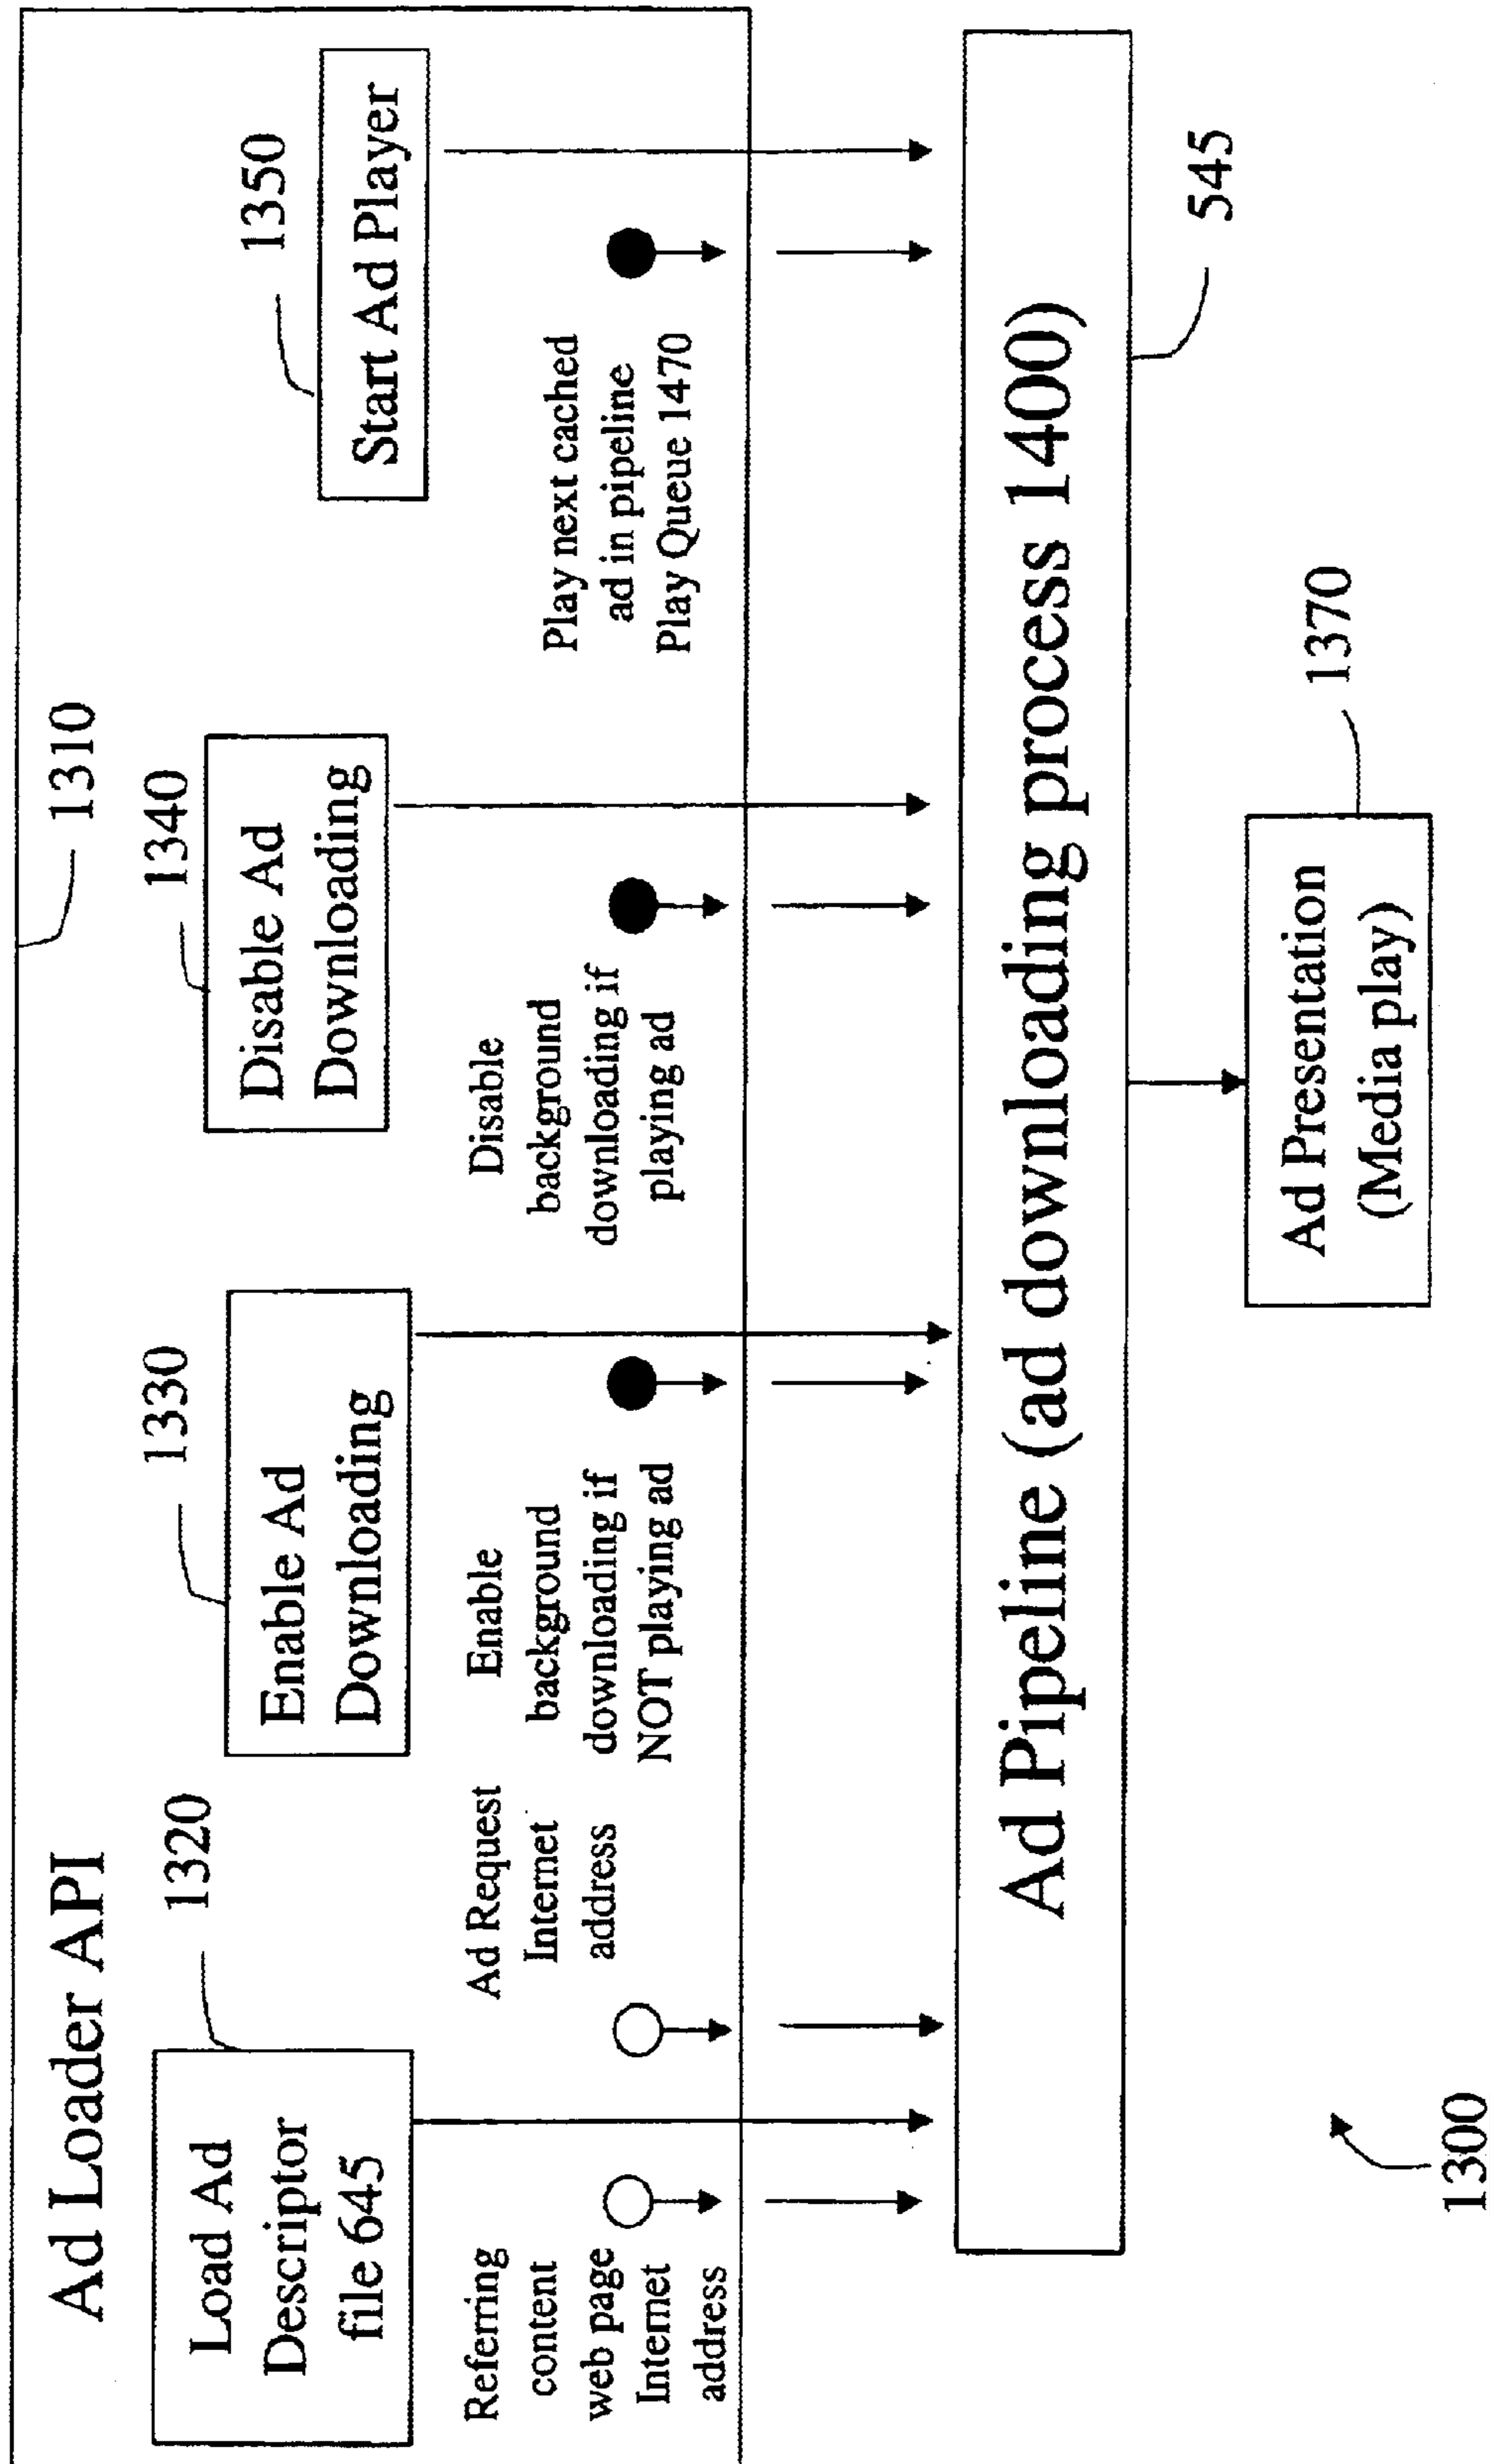 Ad Loader API
1310
1320
Load Ad
Descriptor
file 645
1330
Enable Ad
Downloading
1340
Disable Ad
Downloading
1350
Start Ad Player
Referring
content
web page
Internet
address
Ad Request
Internet
address
Enable
background
downloading if
NOT playing ad
Disable
background
downloading if
playing ad
Play next cached
ad in pipeline
Play Queue 1470
Ad Pipeline (ad downloading process 1400)
545
Ad Presentation
(Media play)
1370
1300